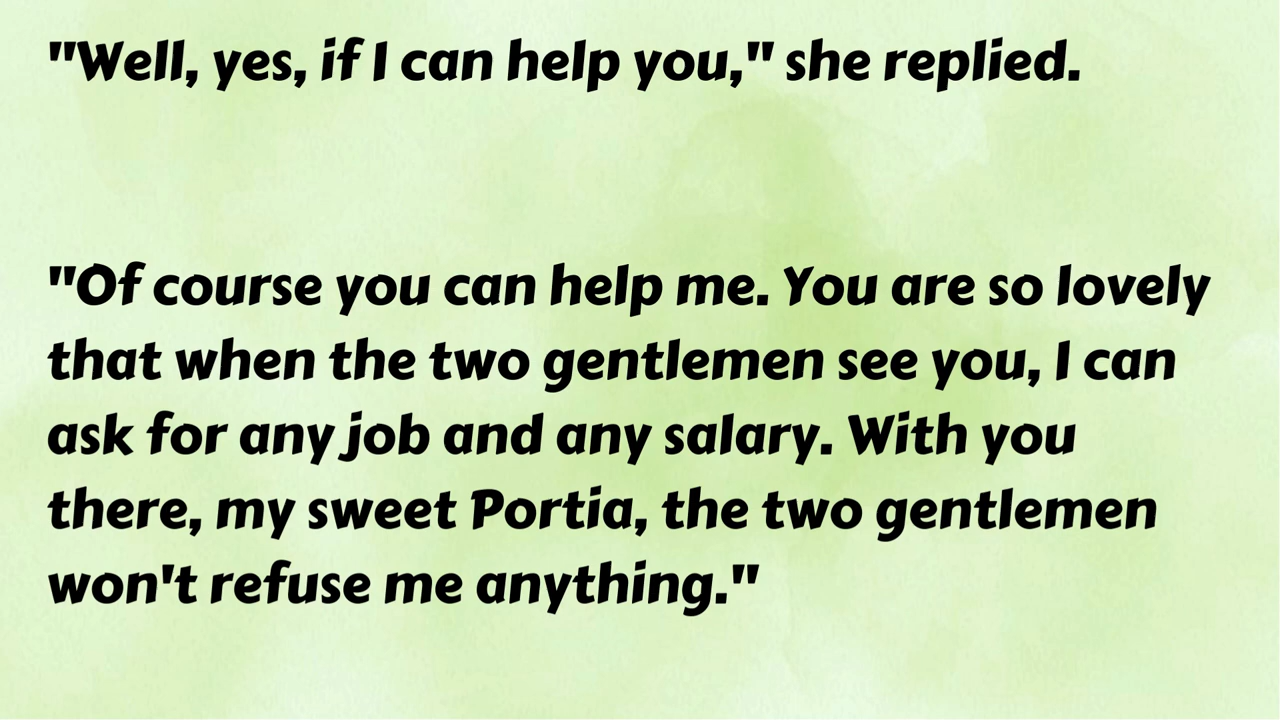 "Well, yes, if I can help you," she replied.
"Of course you can help me. You are so lovely
that when the two gentlemen see you, I can
ask for any job and any salary. With you
there, my sweet Portia, the two gentlemen
won't refuse me anything."